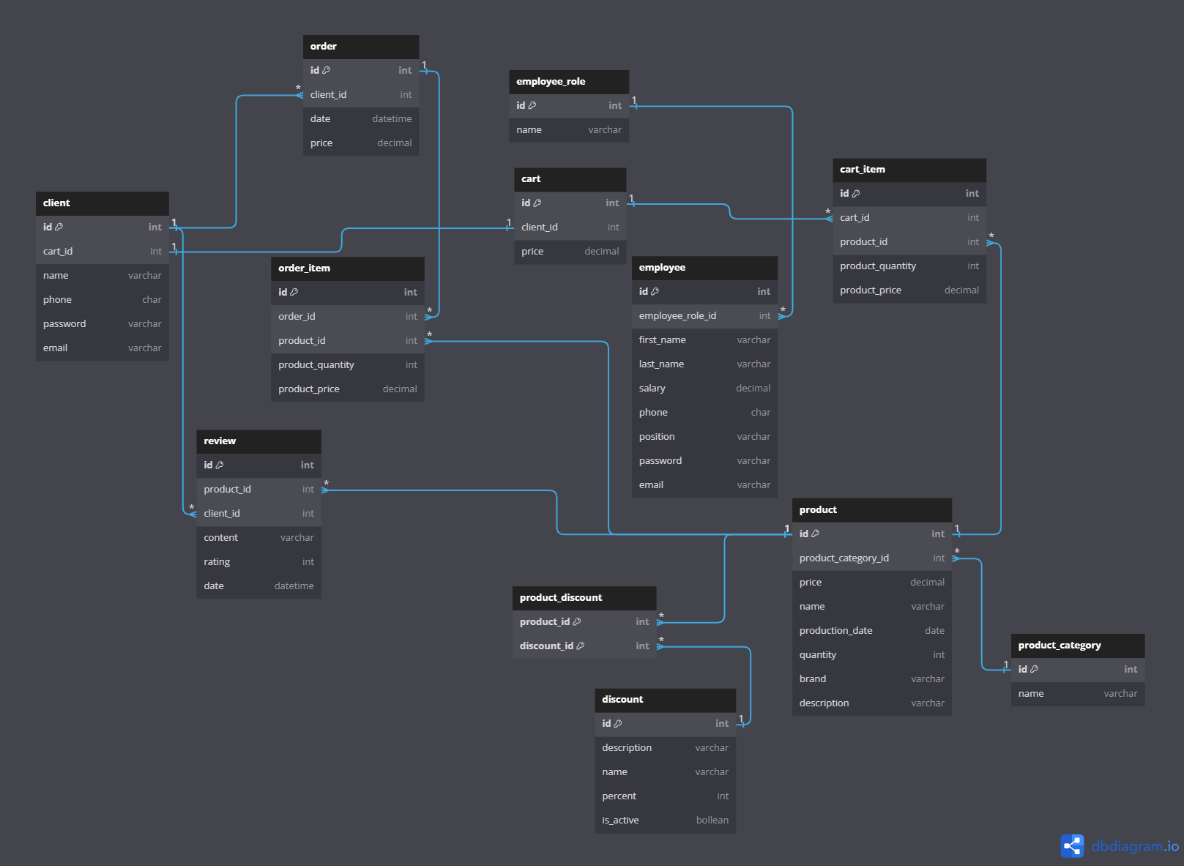 order
id int
client_id int
date datetime
price decimal
1
*
employee_role
id int
name varchar
1
cart
id int
client_id int
price decimal
1
1
cart_item
id int
cart_id int
product_id int
product_quantity int
product_price decimal
*
*
client
id int
cart_id int
name varchar
phone char
password varchar
email varchar
1
1
order_item
id int
order_id int
product_id int
product_quantity int
product_price decimal
*
*
employee
id int
employee_role_id int
first_name varchar
last_name varchar
salary decimal
phone char
position varchar
password varchar
email varchar
*
review
id int
product_id int
client_id int
content varchar
rating int
date datetime
*
*
product
id int
product_category_id int
price decimal
name varchar
production_date date
quantity int
brand varchar
description varchar
1
1
*
product_discount
product_id int
discount_id int
*
*
product_category
id int
name varchar
1
discount
id int
description varchar
name varchar
percent int
is_active bollean
1
dbdiagram.io